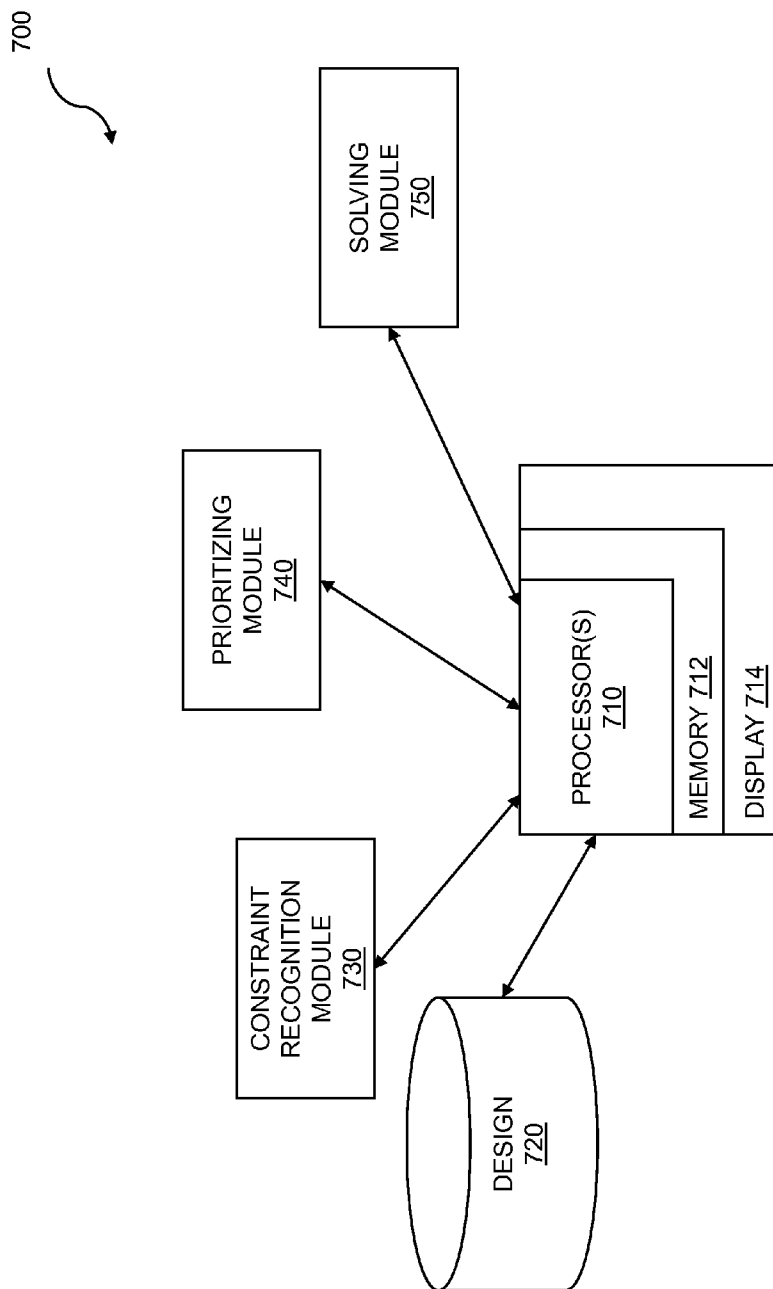 700
CONSTRAINT
RECOGNITION
MODULE
730
PRIORITIZING
MODULE
740
SOLVING
MODULE
750
DESIGN
720
PROCESSOR(S)
710
MEMORY 712
DISPLAY 714